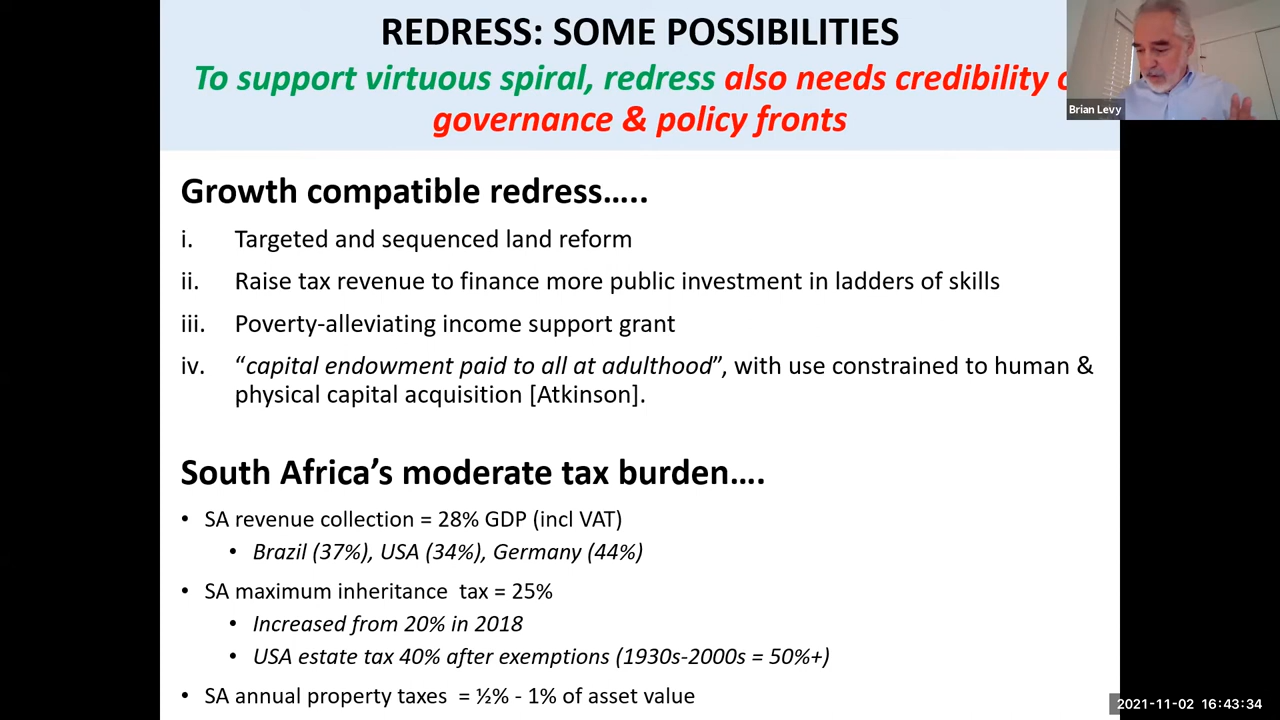 REDRESS: SOME POSSIBILITIES
To support virtuous spiral, redress also needs credibility
governance & policy fronts
Brian Levy
Growth compatible redress…..
i. Targeted and sequenced land reform
ii. Raise tax revenue to finance more public investment in ladders of skills
iii. Poverty-alleviating income support grant
iv. “capital endowment paid to all at adulthood”, with use constrained to human &
physical capital acquisition [Atkinson].
South Africa’s moderate tax burden….
• SA revenue collection = 28% GDP (incl VAT)
• Brazil (37%), USA (34%), Germany (44%)
• SA maximum inheritance tax = 25%
• Increased from 20% in 2018
• USA estate tax 40% after exemptions (1930s-2000s = 50%+)
• SA annual property taxes = ½% - 1% of asset value
2021-11-02 16:43:34